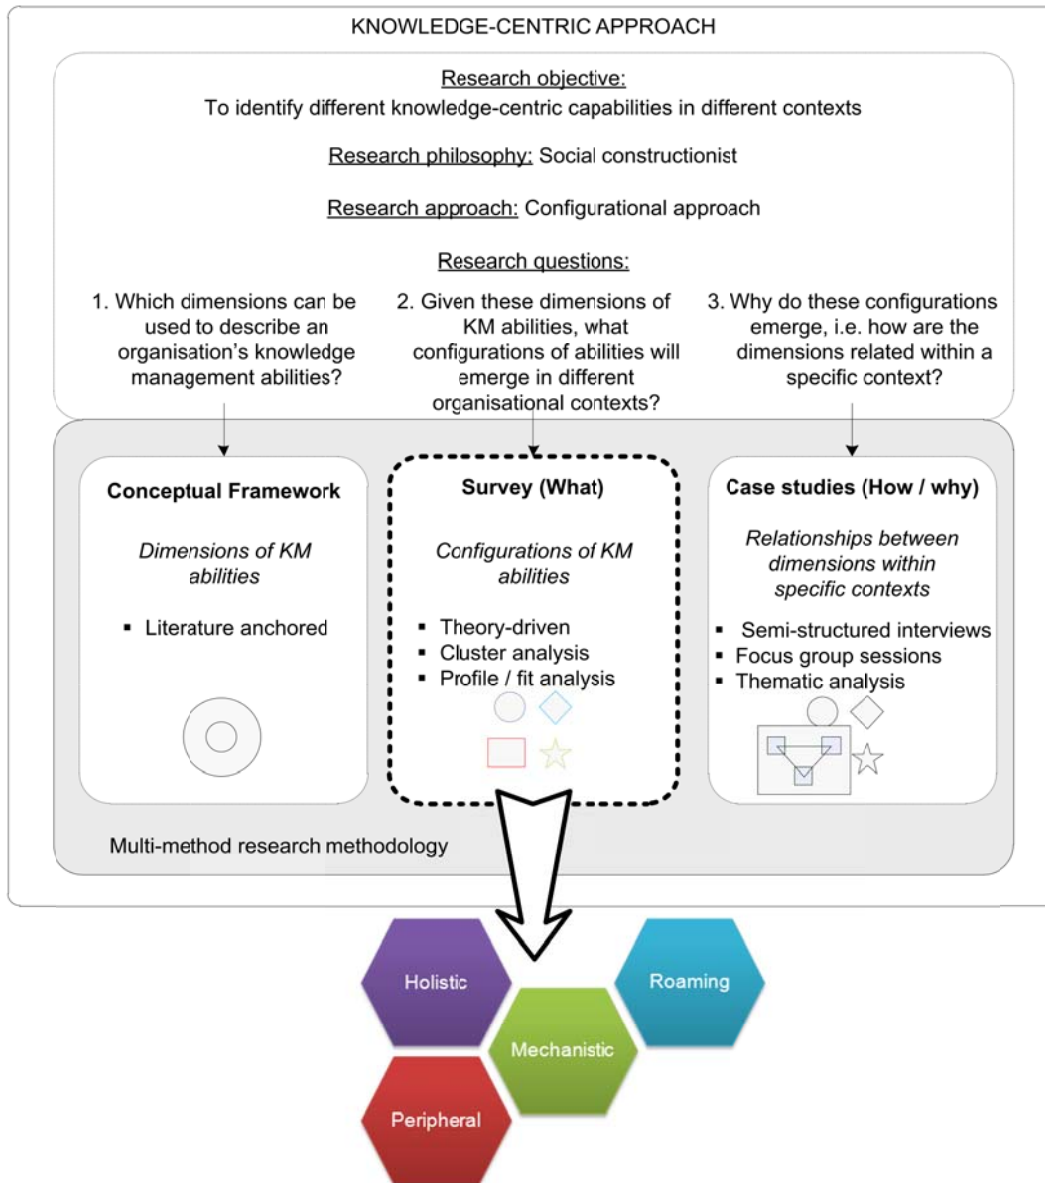 KNOWLEDGE-CENTRIC APPROACH
Research objective:
To identify different knowledge-centric capabilities in different contexts
Research philosophy: Social constructionist
Research approach: Configurational approach
Research questions:
1. Which dimensions can be
used to describe an
organisation's knowledge
management abilities?
2. Given these dimensions of
KM abilities, what
configurations of abilities will
emerge in different
organisational contexts?
3. Why do these configurations
emerge, i.e. how are the
dimensions related within a
specific context?
Conceptual Framework
Dimensions of KM
abilities
▪ Literature anchored
Survey (What)
Configurations of KM
abilities
▪ Theory-driven
▪ Cluster analysis
▪ Profile / fit analysis
Case studies (How / why)
Relationships between
dimensions within
specific contexts
▪ Semi-structured interviews
▪ Focus group sessions
▪ Thematic analysis
Multi-method research methodology
Holistic
Roaming
Mechanistic
Peripheral